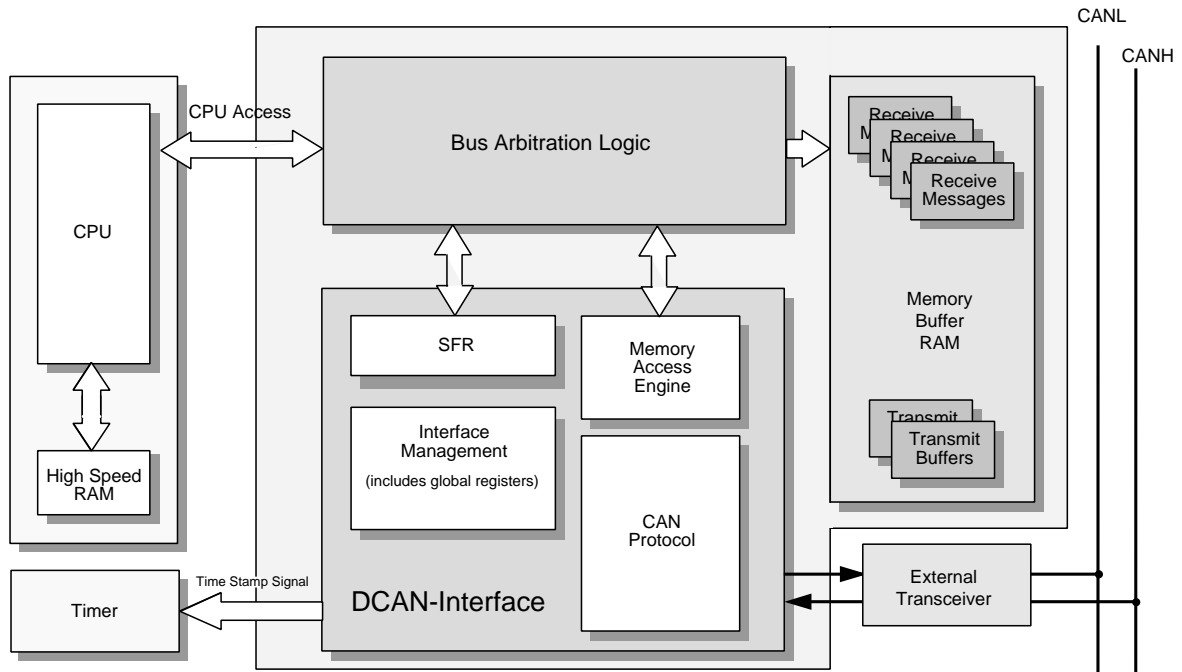 CANL
CANH
CPU Access
Bus Arbitration Logic
Receive
M
Receive
M
Receive
M
Receive
Messages
CPU
SFR
Memory
Access
Engine
Memory
Buffer
RAM
Interface
Management
(includes global registers)
Transmit
Transmit
Buffers
High Speed
RAM
CAN
Protocol
Time Stamp Signal
Timer
DCAN-Interface
External
Transceiver